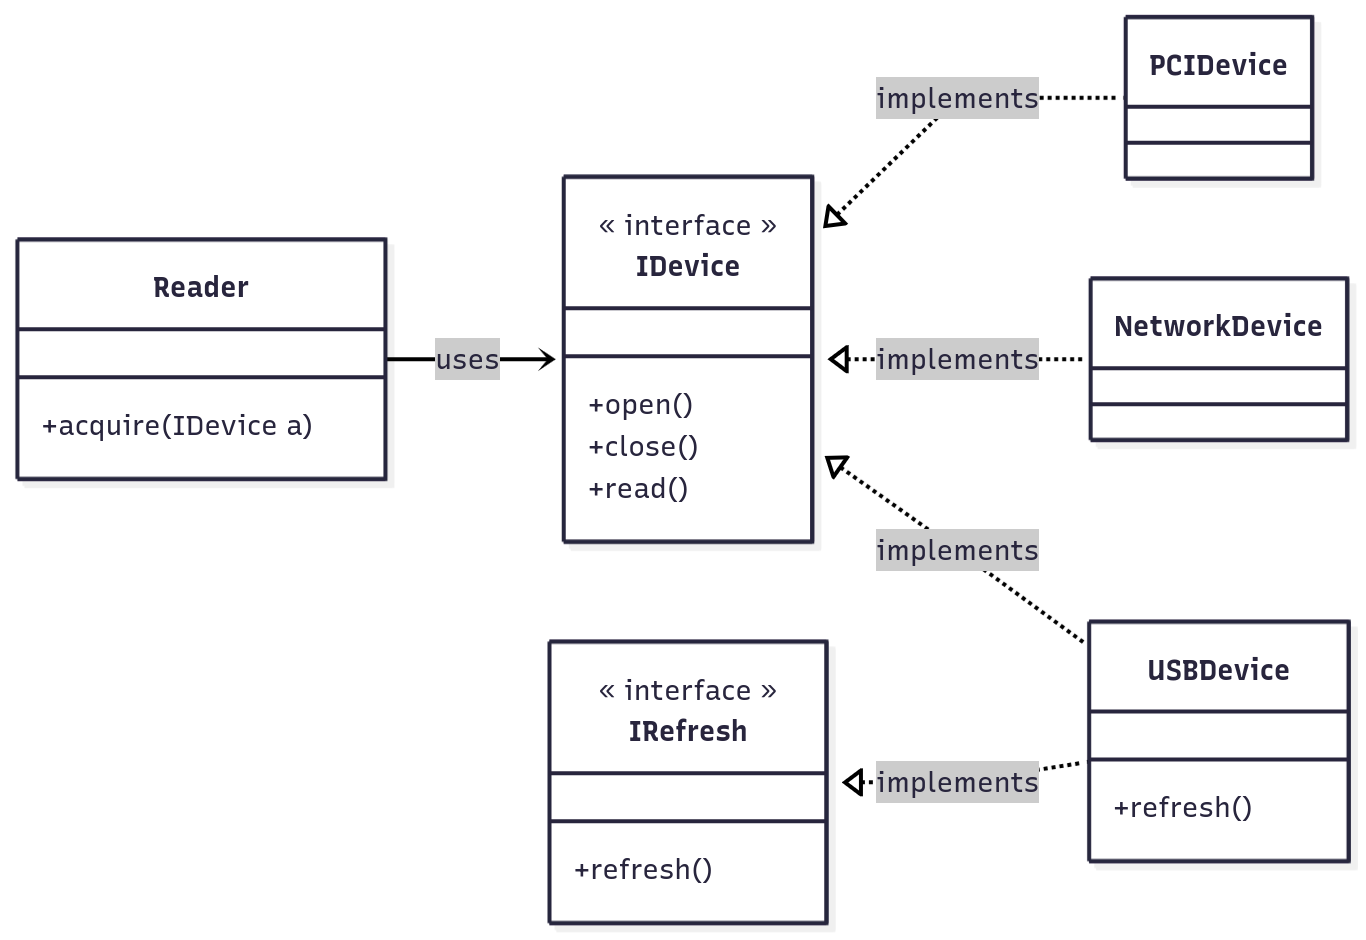 PCIDevice
implements
« interface »
IDevice
Reader
NetworkDevice
uses
implements
+open()
+acquire(IDevice a)
+close()
+read()
implements
USBDevice
« interface »
IRefresh
implements
+refresh()
+refresh()